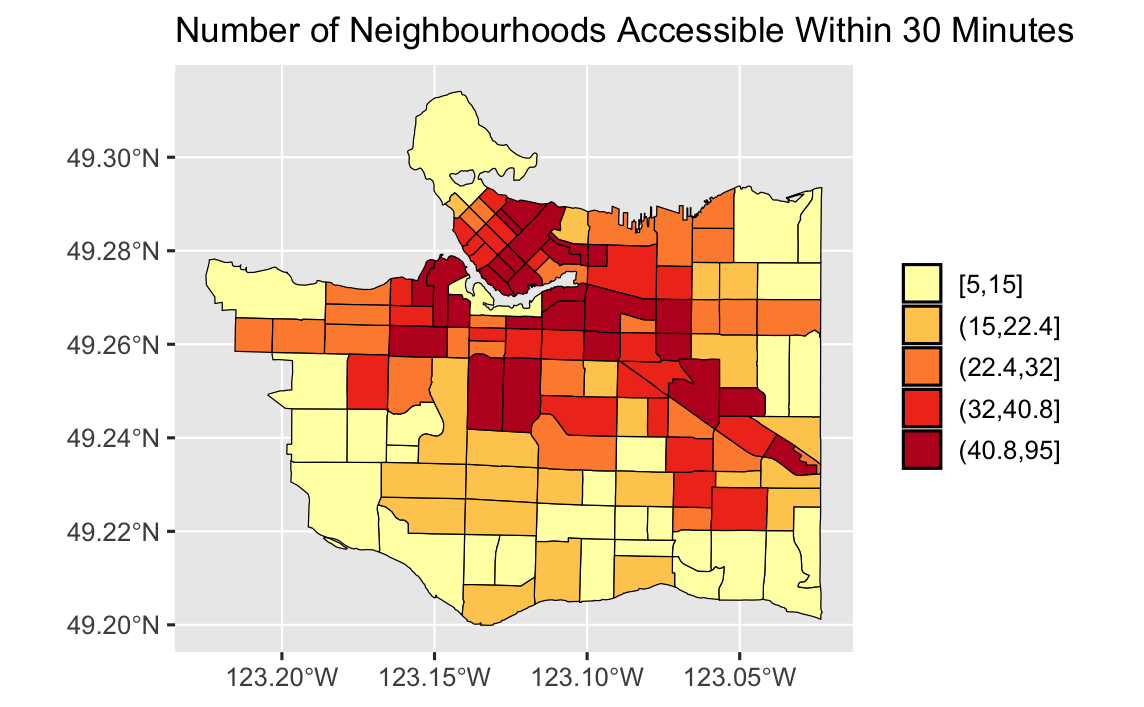 Number of Neighbourhoods Accessible Within 30 Minutes
49.30°N
49.28°N
49.26°N
49.24°N
49.22°N
49.20°N
123.20°W
123.15°W
123.10°W
123.05°W
[5,15]
(15,22.4]
(22.4,32]
(32,40.8]
(40.8,95]